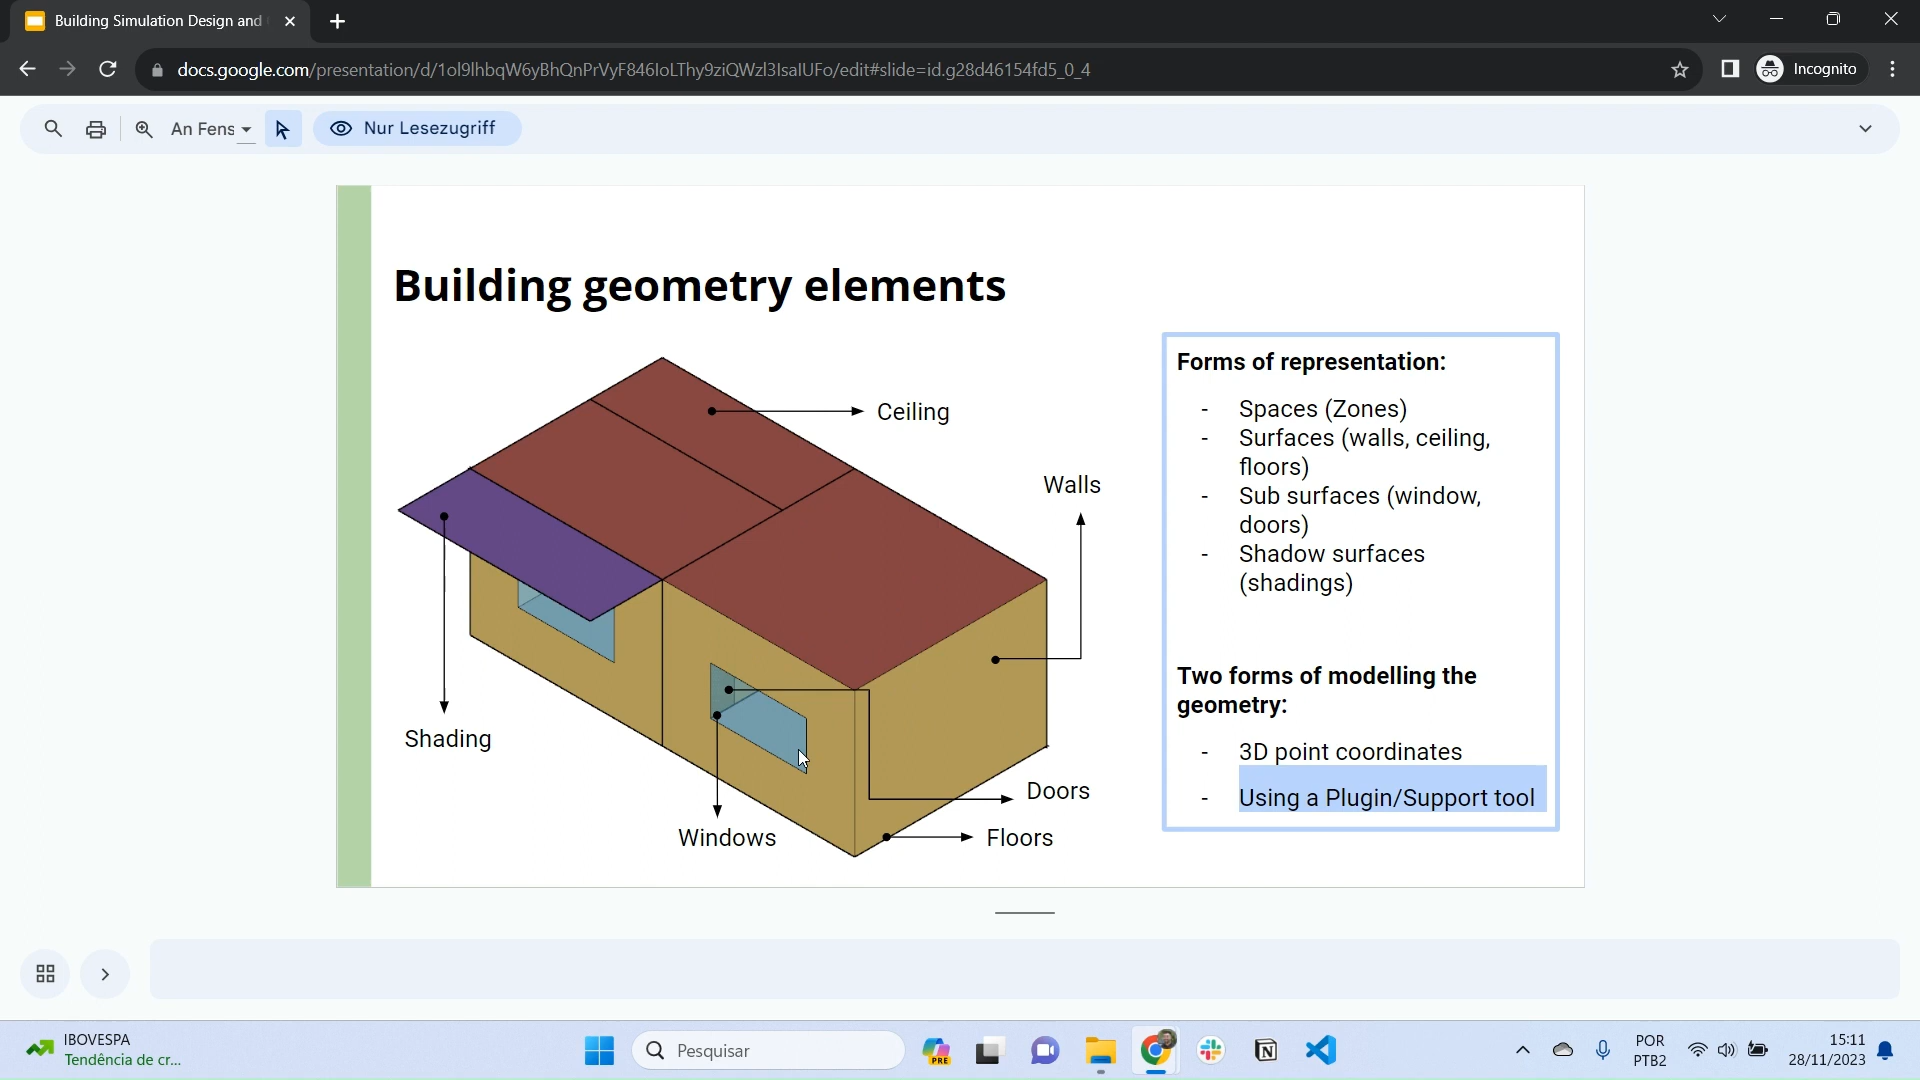 Building Simulation Design and
docs.google.com/presentation/d/1ol9lhbqW6yBhQnPrVyF846IoLThy9ziQWzl3IsalUFo/edit#slide=id.g28d46154fd5_0_4
Incognito
An Fens
Nur Lesezugriff
Building geometry elements
Ceiling
Walls
Shading
Doors
Windows
Floors
Forms of representation:
- Spaces (Zones)
- Surfaces (walls, ceiling,
floors)
- Sub surfaces (window,
doors)
- Shadow surfaces
(shadings)
Two forms of modelling the
geometry:
- 3D point coordinates
- Using a Plugin/Support tool
IBOVESPA
Tendência de cr...
Pesquisar
PRE
POR
PTB2
15:11
28/11/2023